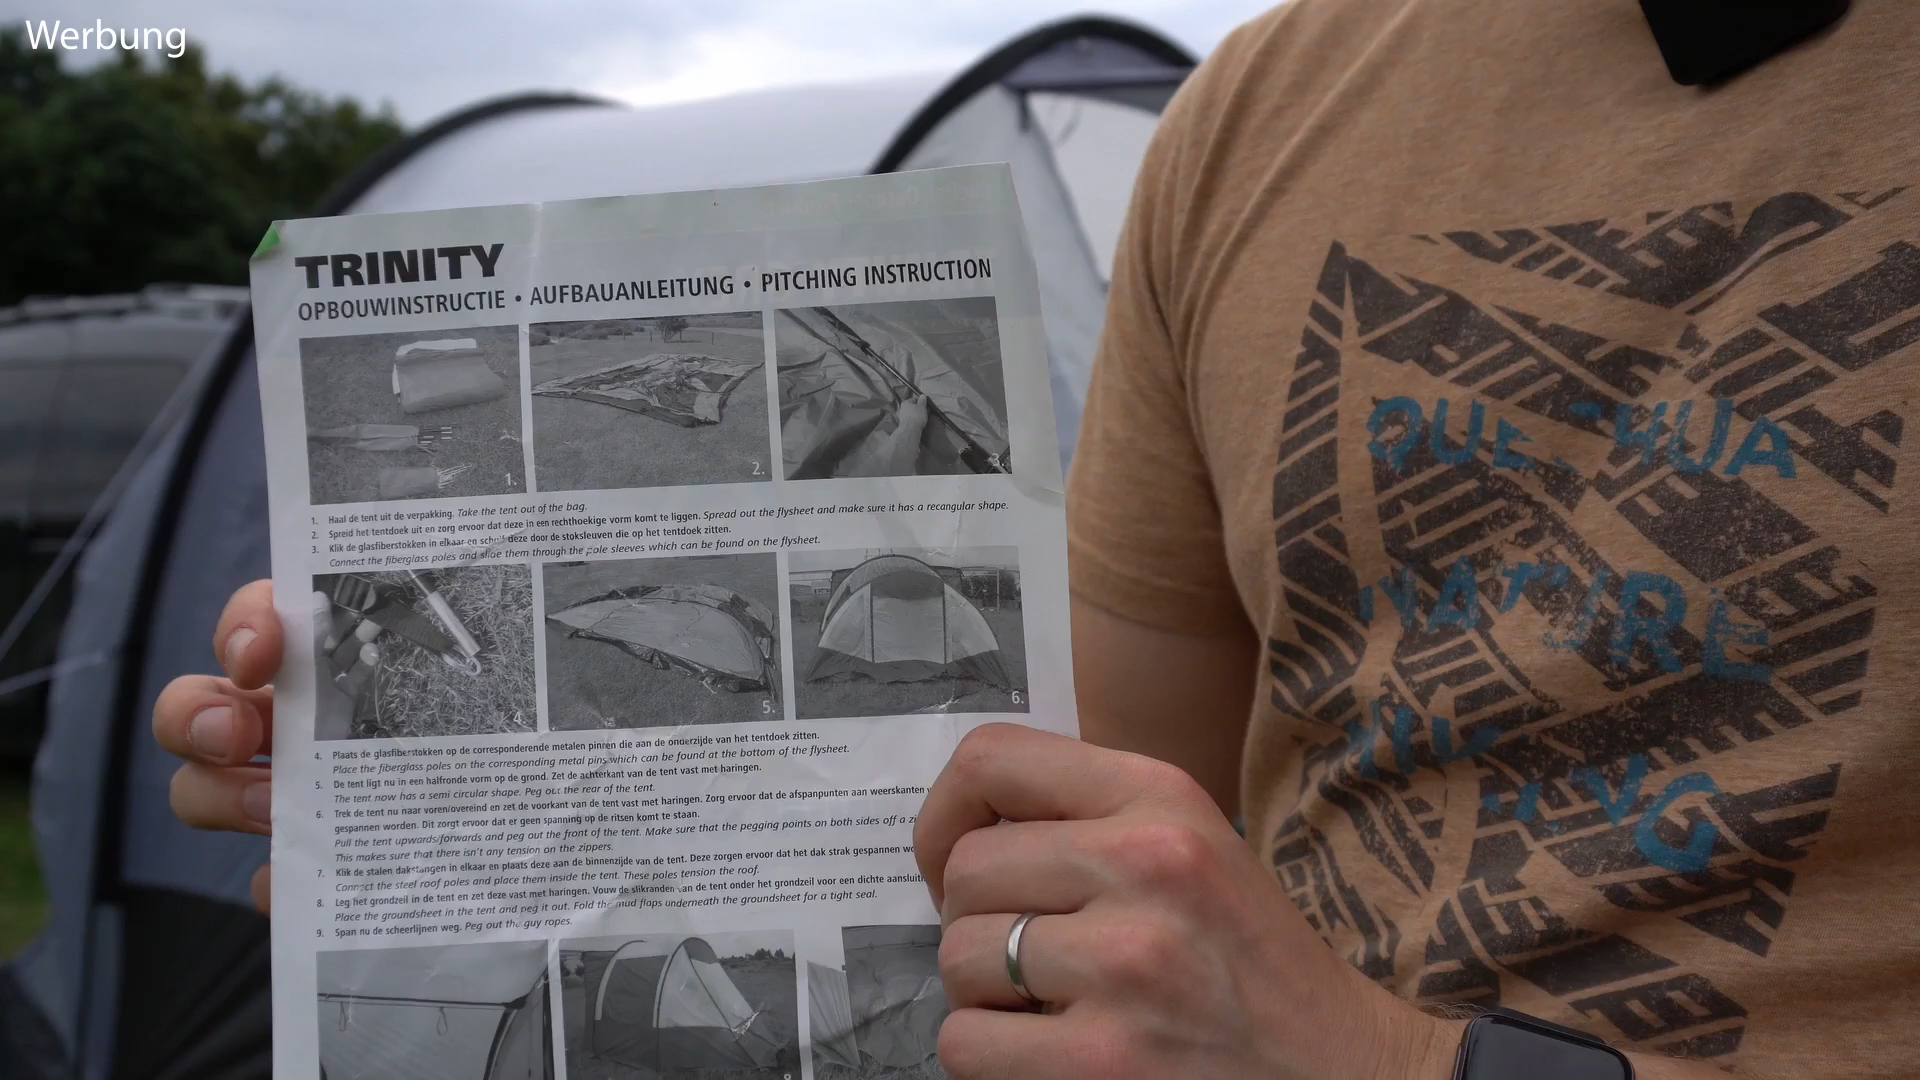 Werbung
TRINITY
OPBOUWINSTRUCTIE • AUFBAUANLEITUNG • PITCHING INSTRUCTION
1.
2.
3.
1. Haal de tent uit de verpakking. Take the tent out of the bag.
2. Spreid het tentdoek uit en zorg ervoor dat deze in een rechthoekige vorm komt te liggen. Spread out the flysheet and make sure it has a recangular shape.
3. Klik de glasfiberstokken in elkaar en schuif deze door de stoksleuven die op het tentdoek zitten.
Connect the fiberglass poles and slide them through the pole sleeves which can be found on the flysheet.
4.
5.
6.
4. Plaats de glasfiberstokken op de corresponderende metalen pinnen die aan de onderzijde van het tentdoek zitten.
Place the fiberglass poles on the corresponding metal pins which can be found at the bottom of the flysheet.
5. De tent ligt nu in een halfronde vorm op de grond. Zet de achterkant van de tent vast met haringen.
The tent now has a semi circular shape. Peg out the rear of the tent.
6. Trek de tent nu naar voren/overeind en zet de voorkant van de tent vast met haringen. Zorg ervoor dat de afspanpunten aan weerskanten
gespannen worden. Dit zorgt ervoor dat er geen spanning op de ritsen komt te staan.
Pull the tent upwards/forwards and peg out the front of the tent. Make sure that the pegging points on both sides off a
This makes sure that there isn't any tension on the zippers.
7. Klik de stalen dakstangen in elkaar en plaats deze aan de binnenzijde van de tent. Deze zorgen ervoor dat het dak strak gespannen
Connect the steel roof poles and place them inside the tent. These poles tension the roof.
8. Leg het grondzeil in de tent en zet deze vast met haringen. Vouw de slikranden van de tent onder het grondzeil voor een dichte
Place the groundsheet in the tent and peg it out. Fold the mud flaps underneath the groundsheet for a tight seal.
9. Span nu de scheerlijnen weg. Peg out the guy ropes.
QUECHUA
NATURE